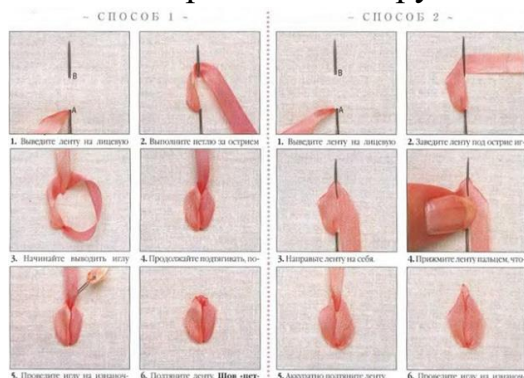 ~ СПОСОБ 1 ~
B
A
1. Выведите ленту на лицевую
2. Выполните петлю за острием
3. Начинайте выводить иглу
4. Продолжайте подтягивать, по-
5. Проведите иглу на изнаноч-
6. Подтяните ленту. Шов «пет-
~ СПОСОБ 2 ~
B
A
1. Выведите ленту на лицевую
2. Заведите ленту под острие иг-
3. Направьте ленту на себя.
4. Прижмите ленту пальцем, что-
5. Аккуратно подтяните ленту
6. Проведите иглу на изнаноч-